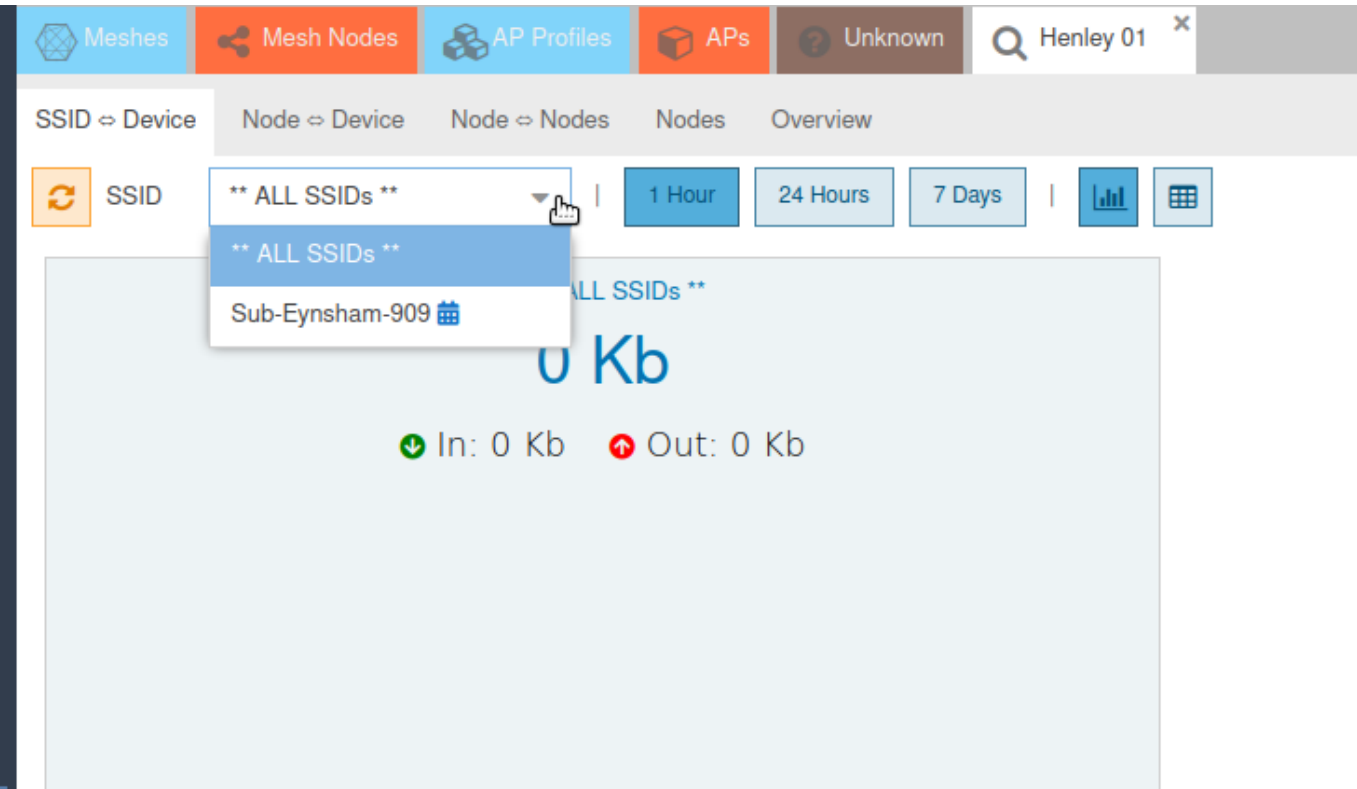 Meshes Mesh Nodes AP Profiles APs Unknown Henley 01
SSID ⇔ Device Node ⇔ Device Node ⇔ Nodes Nodes Overview
SSID ** ALL SSIDs ** | 1 Hour 24 Hours 7 Days |
** ALL SSIDs **
Sub-Eynsham-909
ALL SSIDs **
0 Kb
In: 0 Kb Out: 0 Kb